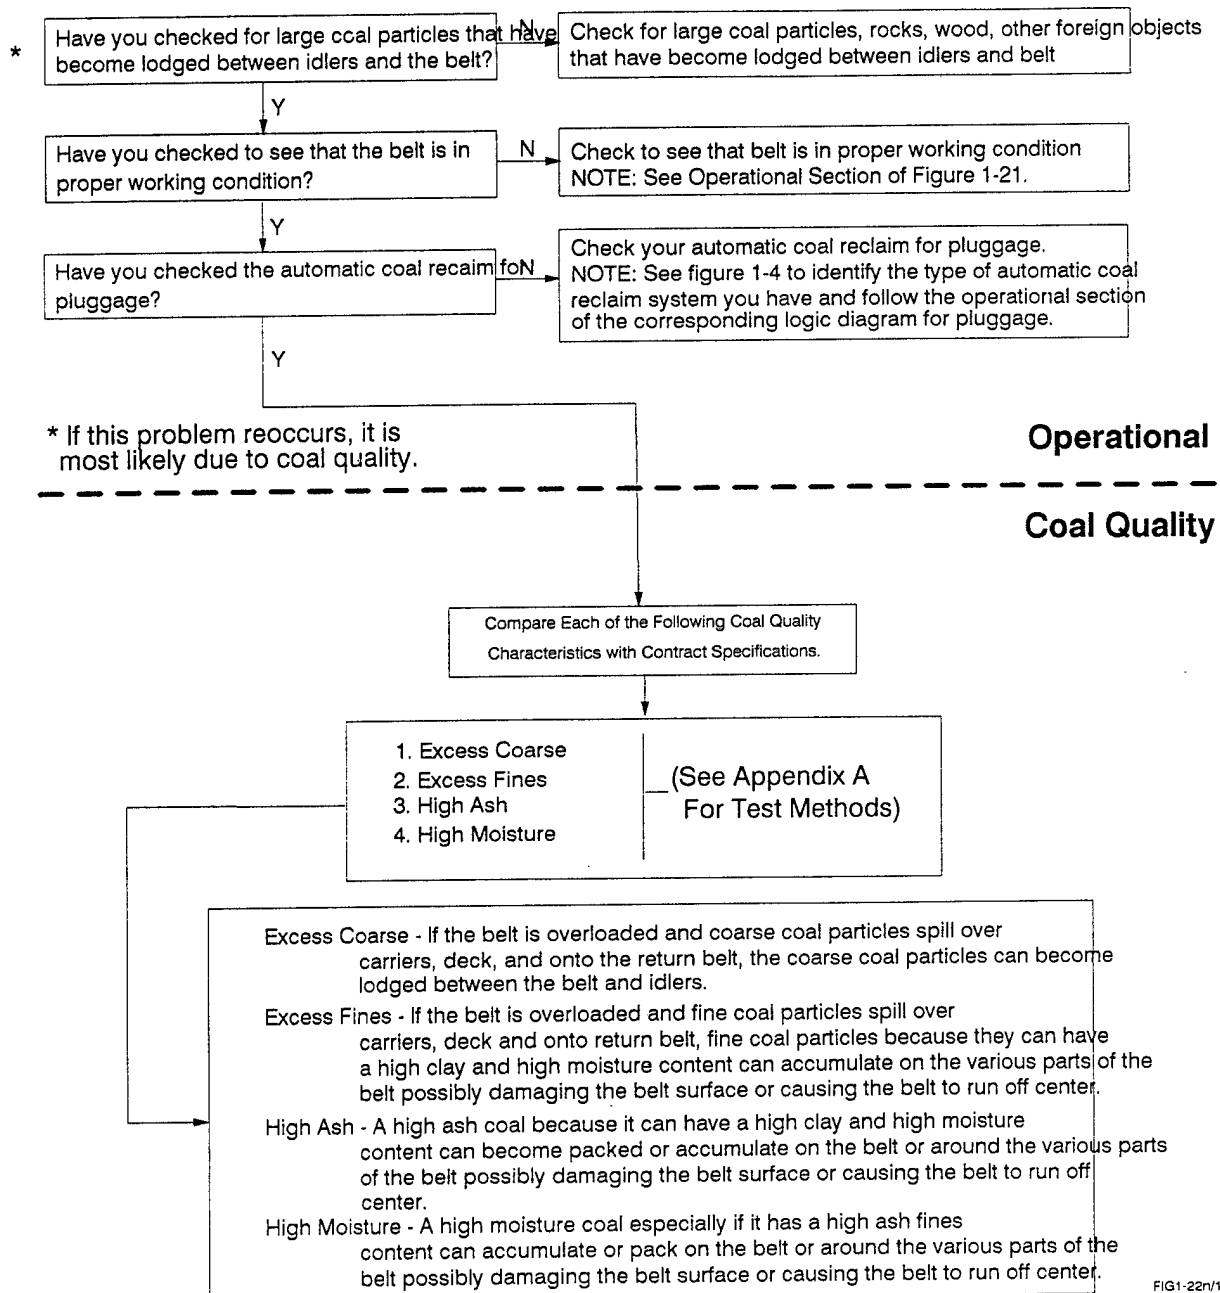 *
Have you checked for large ccal particles that have
become lodged between idlers and the belt?
N
Check for large coal particles, rocks, wood, other foreign objects
that have become lodged between idlers and belt
Y
Have you checked to see that the belt is in
proper working condition?
N
Check to see that belt is in proper working condition
NOTE: See Operational Section of Figure 1-21.
Y
Have you checked the automatic coal recaim for
pluggage?
N
Check your automatic coal reclaim for pluggage.
NOTE: See figure 1-4 to identify the type of automatic coal
reclaim system you have and follow the operational section
of the corresponding logic diagram for pluggage.
Y
* If this problem reoccurs, it is
most likely due to coal quality.
Operational
Coal Quality
Compare Each of the Following Coal Quality
Characteristics with Contract Specifications.
1. Excess Coarse
2. Excess Fines
3. High Ash
4. High Moisture
(See Appendix A
For Test Methods)
Excess Coarse - If the belt is overloaded and coarse coal particles spill over
carriers, deck, and onto the return belt, the coarse coal particles can become
lodged between the belt and idlers.
Excess Fines - If the belt is overloaded and fine coal particles spill over
carriers, deck and onto return belt, fine coal particles because they can have
a high clay and high moisture content can accumulate on the various parts of the
belt possibly damaging the belt surface or causing the belt to run off center.
High Ash - A high ash coal because it can have a high clay and high moisture
content can become packed or accumulate on the belt or around the various parts
of the belt possibly damaging the belt surface or causing the belt to run off
center.
High Moisture - A high moisture coal especially if it has a high ash fines
content can accumulate or pack on the belt or around the various parts of the
belt possibly damaging the belt surface or causing the belt to run off center.
FIG1-22n/1